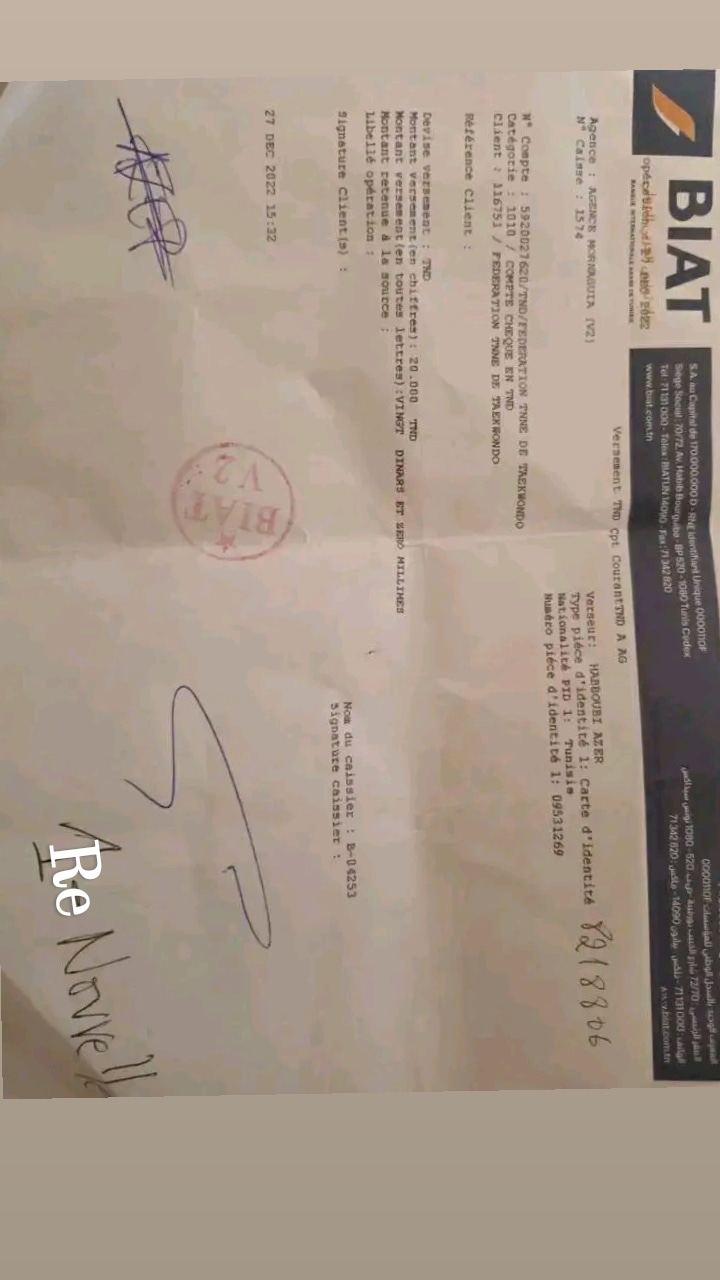 BIAT
BANQUE INTERNATIONALE ARABE DE TUNISIE
S.A. au Capital de 170.000.000 D - RNE Identifiant Unique 0000110F
Siège Social : 70/72, Av. Habib Bourguiba - BP 520 - 1080 Tunis Cedex
Tél : 71 131 000 - Télex : BIATUN 14090 - Fax : 71 342 820
www.biat.com.tn
Versement TND Cpt CourantTND A AG
Agence : AGENCE MORNAGUIA (V2)
N° Caisse : 1574
Verseur: HABBOUBI AZER
Type pièce d'identité 1: Carte d'identité 8218806
Nationalité PID 1: Tunisie
Numéro pièce d'identité 1: 09531269
N° Compte : 5920027620/TND/FEDERATION TNNE DE TAEKWONDO
Catégorie : 1010 / COMPTE CHEQUE EN TND
Client : 116751 / FEDERATION TNNE DE TAEKWONDO
Référence Client :
Devise versement : TND
Montant versement(en chiffres): 20.000 TND
Montant versement(en toutes lettres):VINGT DINARS ET ZERO MILLIMES
Montant retenue à la source :
Libellé opération :
Signature Client(s) :
Nom du caissier : B-04253
Signature caissier :
27 DEC 2022 15:32
BIAT
V2
Re Nouvell